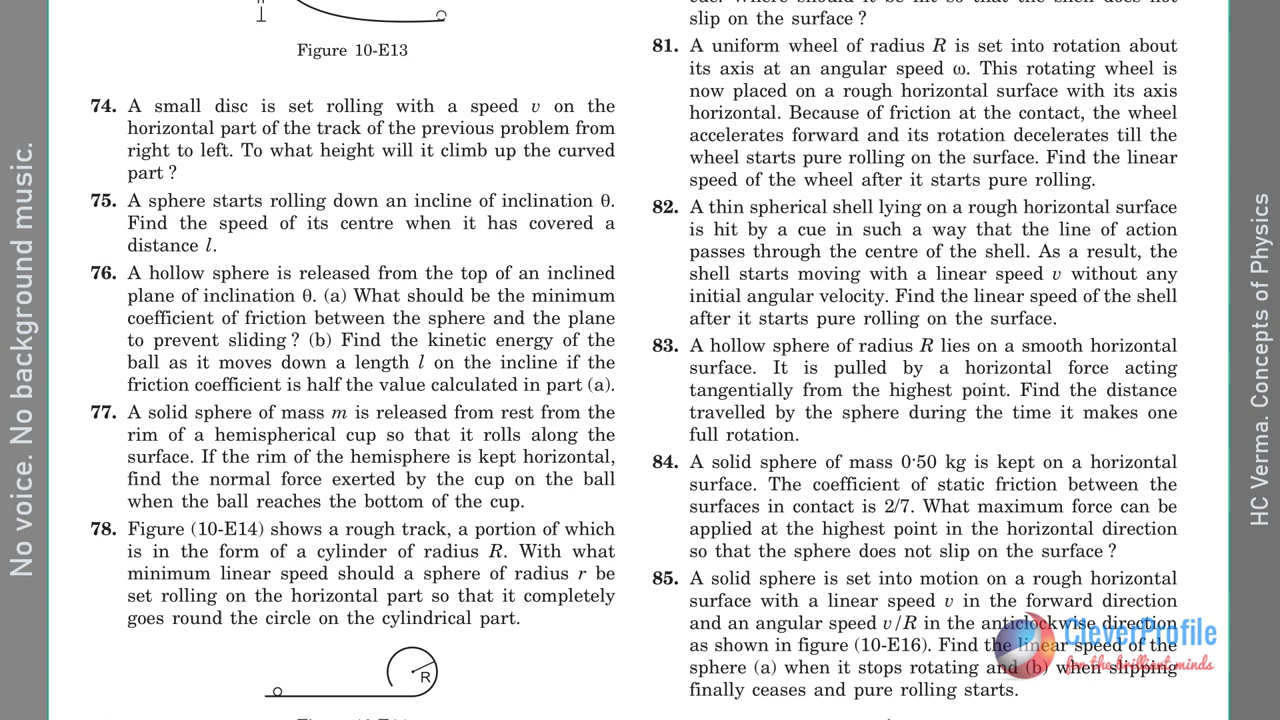 Figure 10-E13
74. A small disc is set rolling with a speed v on the
horizontal part of the track of the previous problem from
right to left. To what height will it climb up the curved
part ?
75. A sphere starts rolling down an incline of inclination θ.
Find the speed of its centre when it has covered a
distance l.
76. A hollow sphere is released from the top of an inclined
plane of inclination θ. (a) What should be the minimum
coefficient of friction between the sphere and the plane
to prevent sliding ? (b) Find the kinetic energy of the
ball as it moves down a length l on the incline if the
friction coefficient is half the value calculated in part (a).
77. A solid sphere of mass m is released from rest from the
rim of a hemispherical cup so that it rolls along the
surface. If the rim of the hemisphere is kept horizontal,
find the normal force exerted by the cup on the ball
when the ball reaches the bottom of the cup.
78. Figure (10-E14) shows a rough track, a portion of which
is in the form of a cylinder of radius R. With what
minimum linear speed should a sphere of radius r be
set rolling on the horizontal part so that it completely
goes round the circle on the cylindrical part.
R
slip on the surface ?
81. A uniform wheel of radius R is set into rotation about
its axis at an angular speed ω. This rotating wheel is
now placed on a rough horizontal surface with its axis
horizontal. Because of friction at the contact, the wheel
accelerates forward and its rotation decelerates till the
wheel starts pure rolling on the surface. Find the linear
speed of the wheel after it starts pure rolling.
82. A thin spherical shell lying on a rough horizontal surface
is hit by a cue in such a way that the line of action
passes through the centre of the shell. As a result, the
shell starts moving with a linear speed v without any
initial angular velocity. Find the linear speed of the shell
after it starts pure rolling on the surface.
83. A hollow sphere of radius R lies on a smooth horizontal
surface. It is pulled by a horizontal force acting
tangentially from the highest point. Find the distance
travelled by the sphere during the time it makes one
full rotation.
84. A solid sphere of mass 0·50 kg is kept on a horizontal
surface. The coefficient of static friction between the
surfaces in contact is 2/7. What maximum force can be
applied at the highest point in the horizontal direction
so that the sphere does not slip on the surface ?
85. A solid sphere is set into motion on a rough horizontal
surface with a linear speed v in the forward direction
and an angular speed v/R in the anticlockwise direction
as shown in figure (10-E16). Find the linear speed of the
sphere (a) when it stops rotating and (b) when slipping
finally ceases and pure rolling starts.
CleverProfile
for the brilliant minds
No voice. No background music.
HC Verma. Concepts of Physics